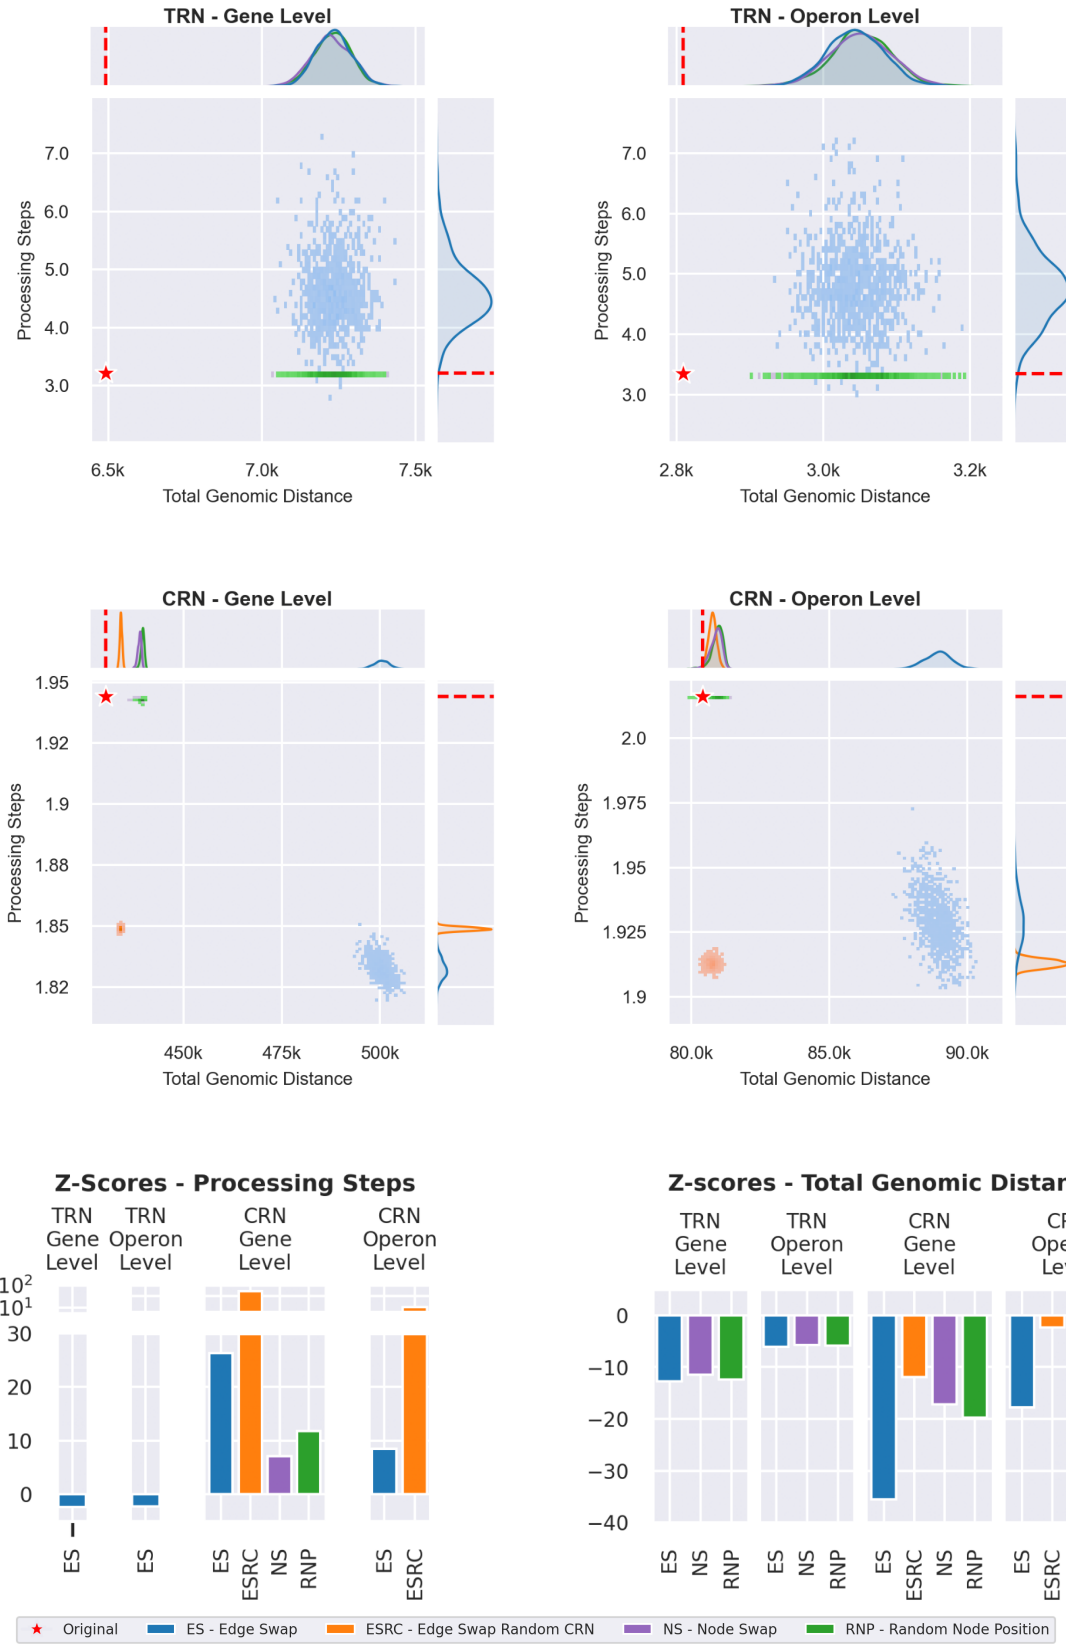 TRN - Gene Level
TRN - Operon Level
Processing Steps
7.0
6.0
5.0
4.0
3.0
6.5k 7.0k 7.5k
Total Genomic Distance
Processing Steps
7.0
6.0
5.0
4.0
3.0
2.8k 3.0k 3.2k
Total Genomic Distance
CRN - Gene Level
CRN - Operon Level
Processing Steps
1.95
1.92
1.9
1.88
1.85
1.82
450k 475k 500k
Total Genomic Distance
Processing Steps
2.0
1.975
1.95
1.925
1.9
80.0k 85.0k 90.0k
Total Genomic Distance
Z-Scores - Processing Steps
TRN
Gene
Level
TRN
Operon
Level
CRN
Gene
Level
CRN
Operon
Level
10²
10¹
30
20
10
0
ES
ES
ES ESRC NS RNP
ES ESRC
Z-scores - Total Genomic Distan
TRN
Gene
Level
TRN
Operon
Level
CRN
Gene
Level
0
−10
−20
−30
−40
ES NS RNP
ES NS RNP
ES ESRC NS RNP
ES ESRC
Original ES - Edge Swap ESRC - Edge Swap Random CRN NS - Node Swap RNP - Random Node Position